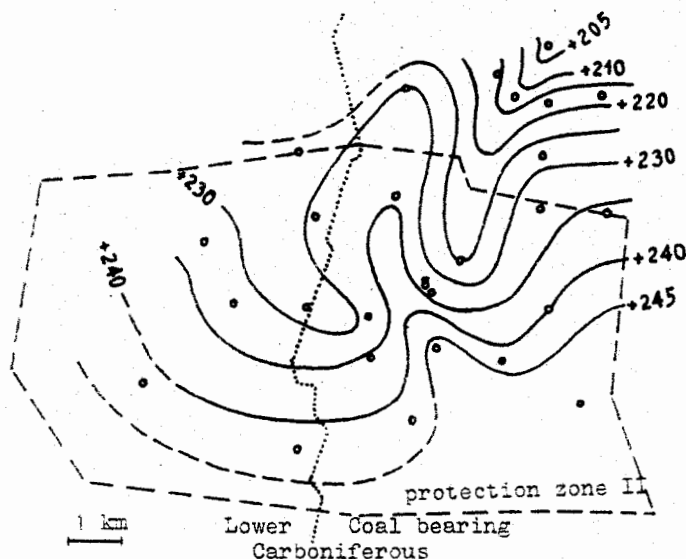 +205
+210
+220
+230
+230
+240
+240
+245
protection zone II
1 km
Lower Coal bearing
Carboniferous